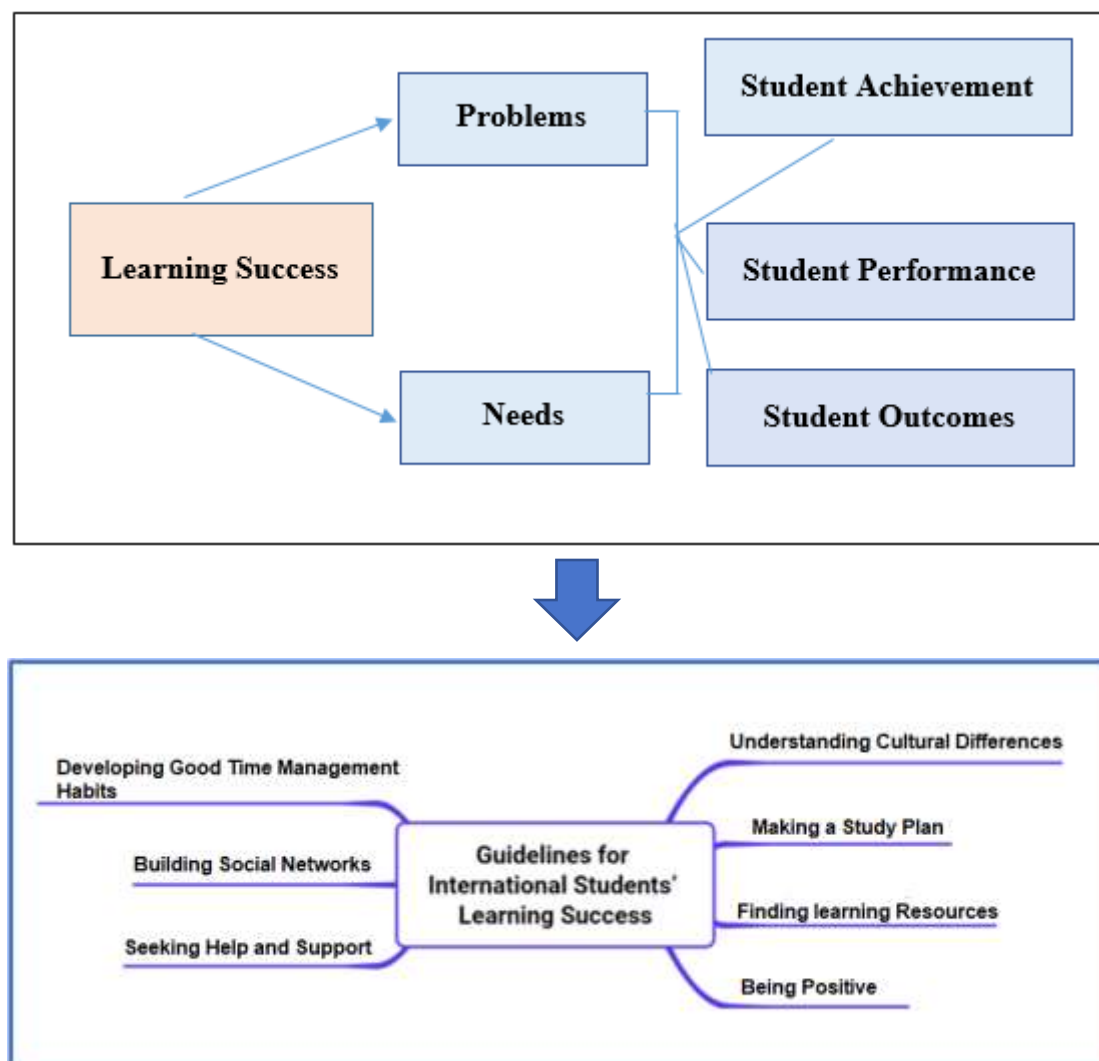 Problems
Student Achievement
Learning Success
Student Performance
Needs
Student Outcomes
Understanding Cultural Differences
Developing Good Time Management
Habits
Making a Study Plan
Building Social Networks
Guidelines for
International Students'
Learning Success
Finding learning Resources
Seeking Help and Support
Being Positive